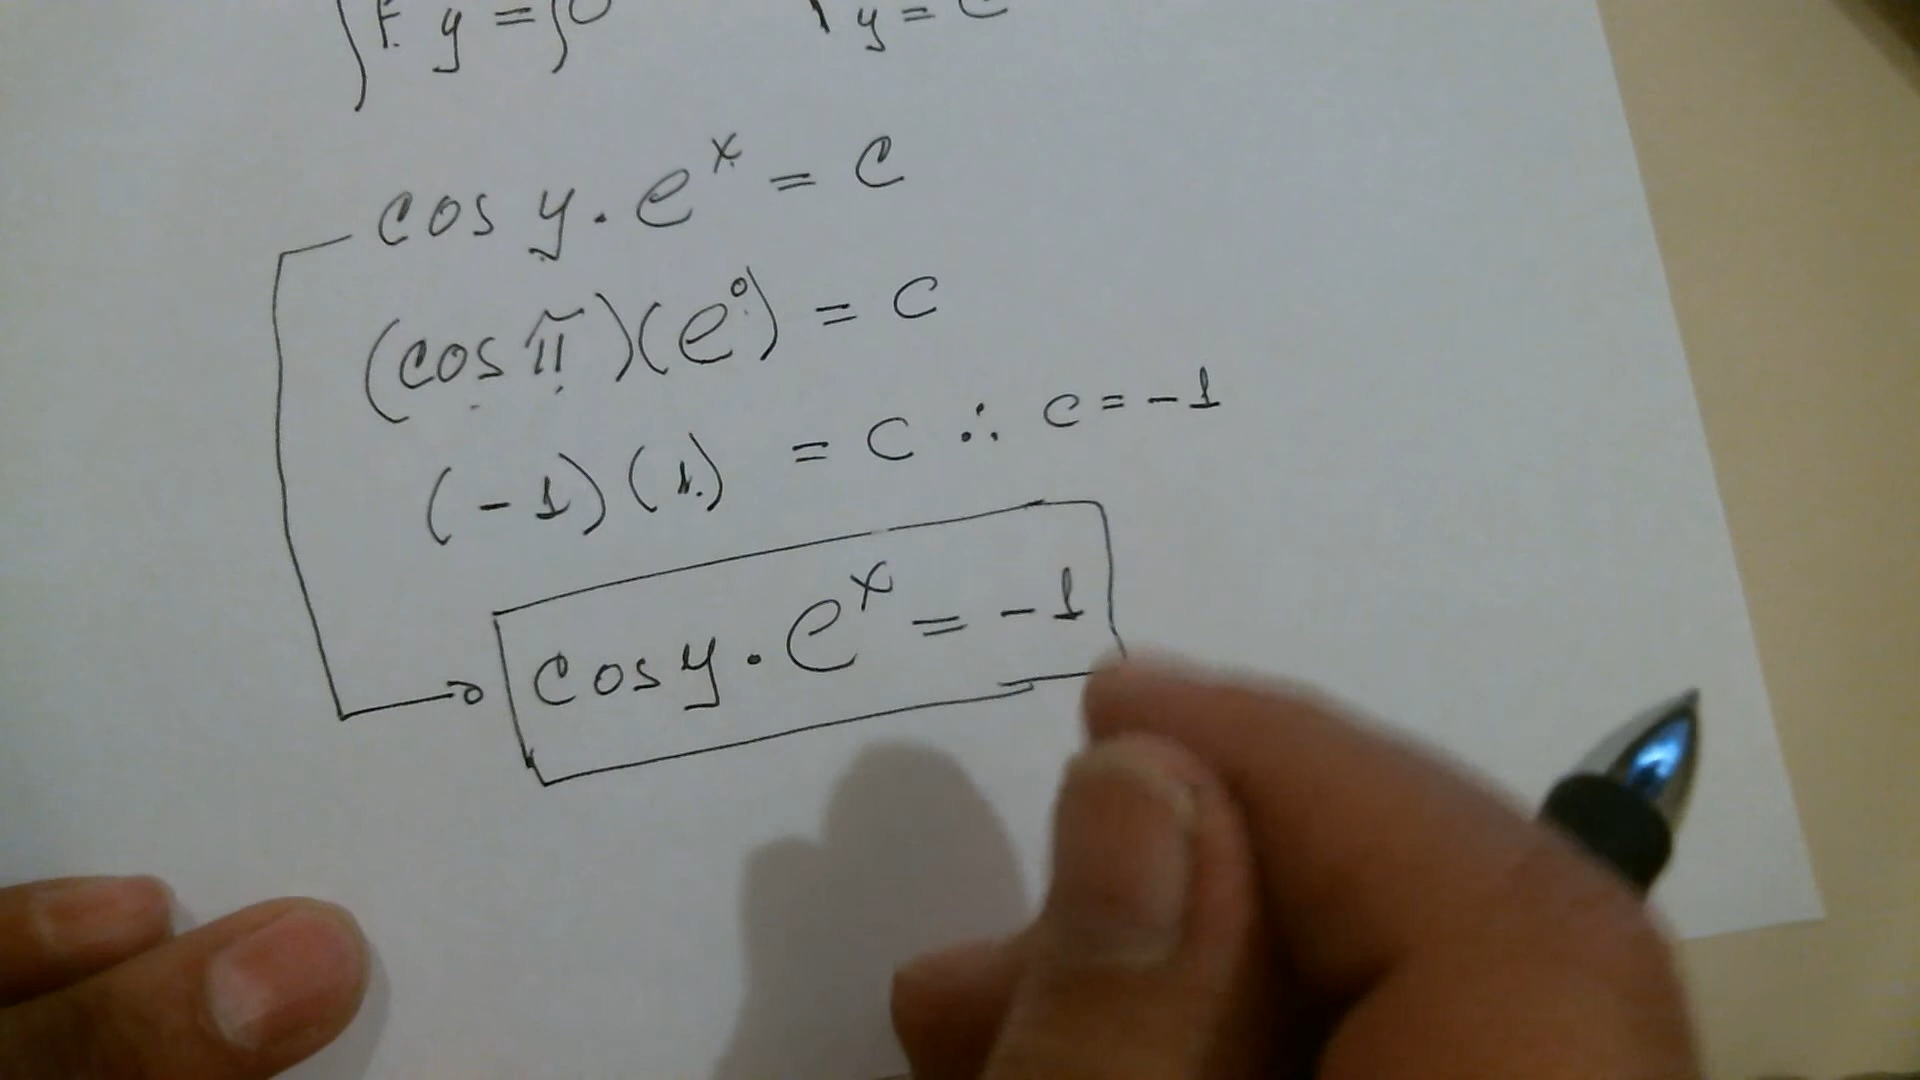 y = y =
cos y . e^x = c
(cos π)(e^0) = c
(-1)(1) = c ∴ c = -1
cos y . e^x = -1